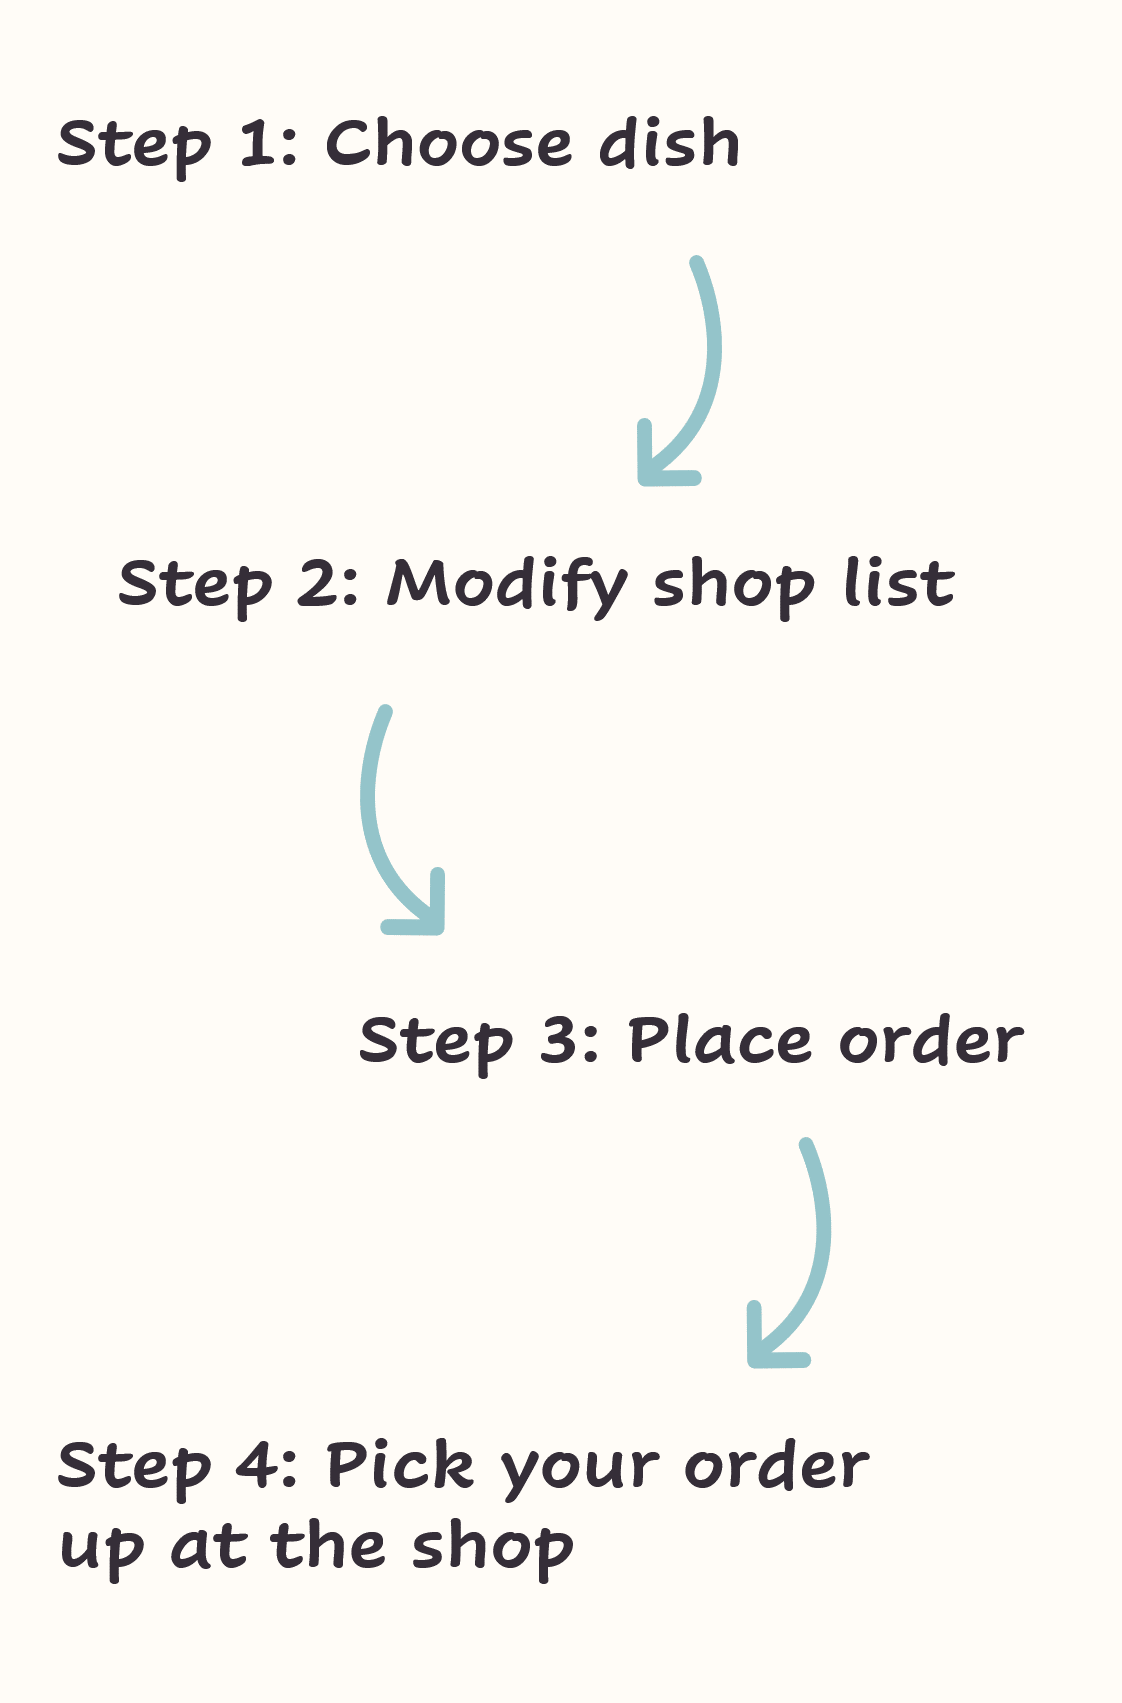 Step 1: Choose dish
Step 2: Modify shop list
Step 3: Place order
Step 4: Pick your order
up at the shop